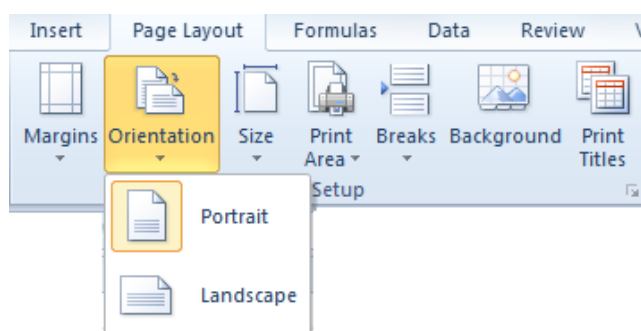 Insert Page Layout Formulas Data Review
Margins Orientation Size Print Area Breaks Background Print Titles
Setup
Portrait
Landscape